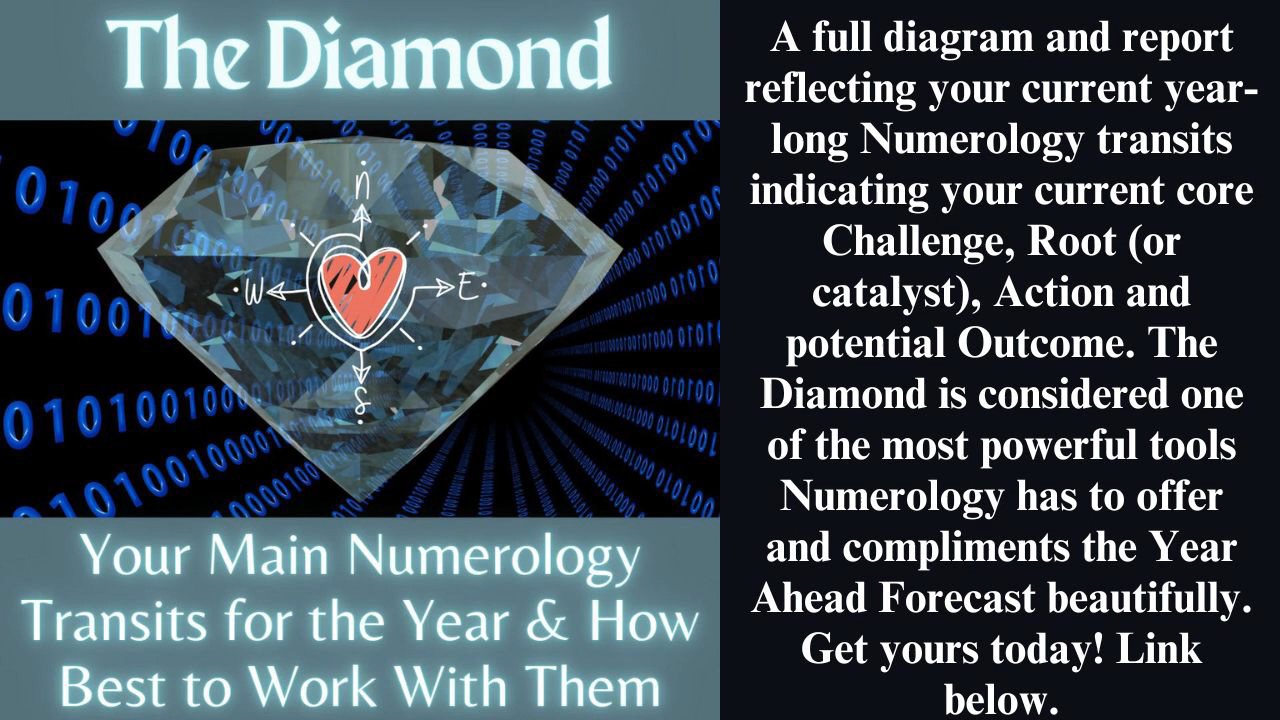 The Diamond
n
W
E
S
Your Main Numerology
Transits for the Year & How
Best to Work With Them
A full diagram and report
reflecting your current year-
long Numerology transits
indicating your current core
Challenge, Root (or
catalyst), Action and
potential Outcome. The
Diamond is considered one
of the most powerful tools
Numerology has to offer
and compliments the Year
Ahead Forecast beautifully.
Get yours today! Link
below.